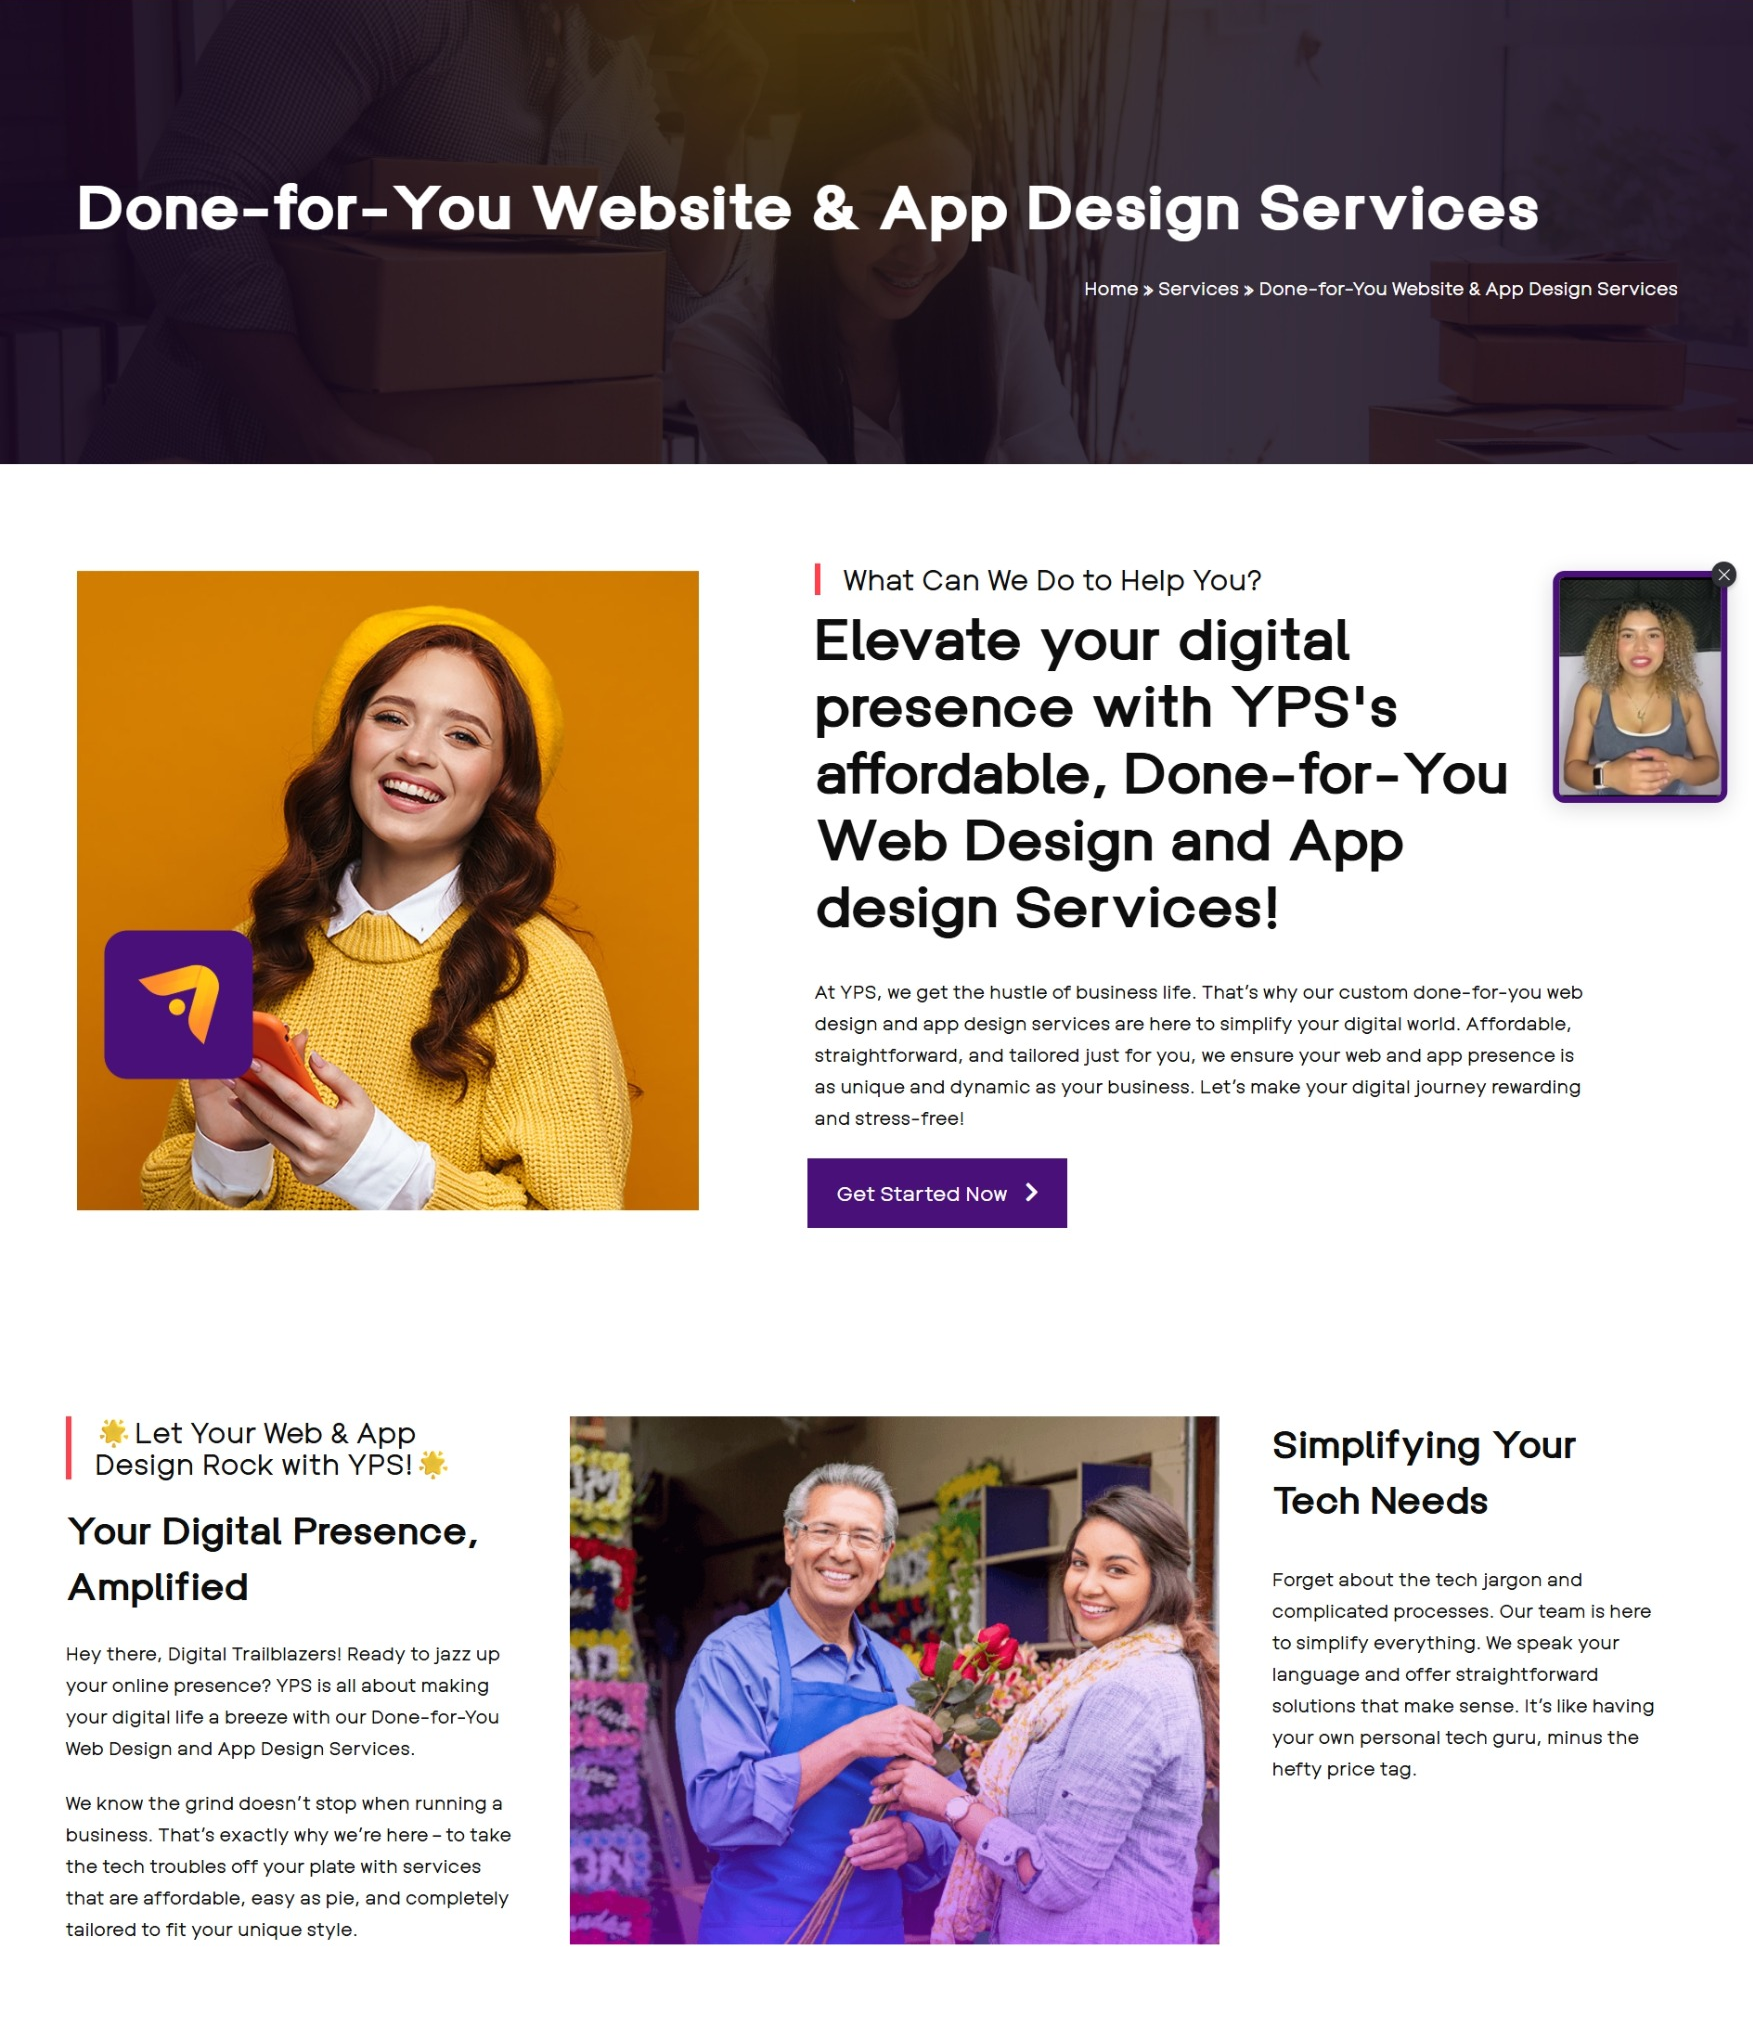 Done-for-You Website & App Design Services
Home » Services » Done-for-You Website & App Design Services
What Can We Do to Help You?
Elevate your digital
presence with YPS's
affordable, Done-for-You
Web Design and App
design Services!
At YPS, we get the hustle of business life. That’s why our custom done-for-you web
design and app design services are here to simplify your digital world. Affordable,
straightforward, and tailored just for you, we ensure your web and app presence is
as unique and dynamic as your business. Let’s make your digital journey rewarding
and stress-free!
Get Started Now
🌟Let Your Web & App
Design Rock with YPS!🌟
Your Digital Presence,
Amplified
Hey there, Digital Trailblazers! Ready to jazz up
your online presence? YPS is all about making
your digital life a breeze with our Done-for-You
Web Design and App Design Services.
We know the grind doesn’t stop when running a
business. That’s exactly why we’re here – to take
the tech troubles off your plate with services
that are affordable, easy as pie, and completely
tailored to fit your unique style.
Simplifying Your
Tech Needs
Forget about the tech jargon and
complicated processes. Our team is here
to simplify everything. We speak your
language and offer straightforward
solutions that make sense. It’s like having
your own personal tech guru, minus the
hefty price tag.